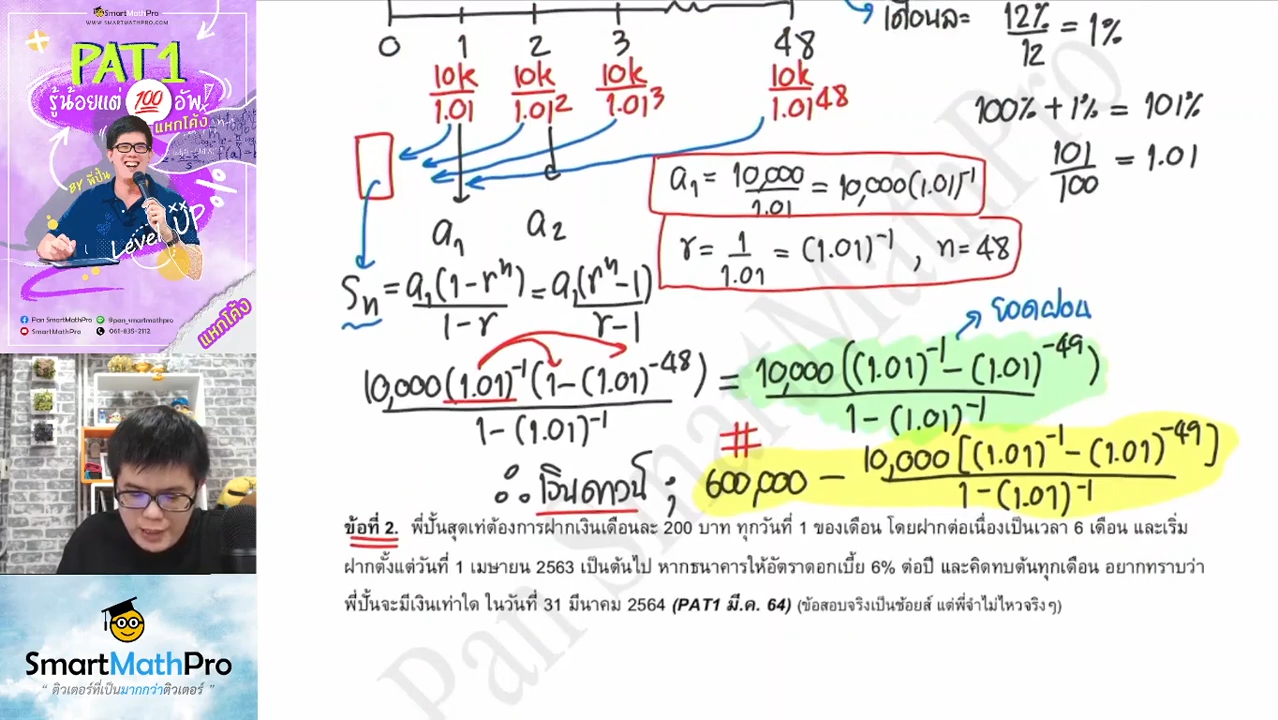 SmartMathPro
WWW.SMARTMATHPRO.COM
PAT1
รู้น้อยแต่ 100 อัพ
แหกโค้ง
BY พี่ปั้น
Level UP
แหกโค้ง
Pan SmartMathPro @pan_smartmathpro
SmartMathPro 061-835-2112
SmartMathPro
“ ติวเตอร์ที่เป็นมากกว่าติวเตอร์ ”
0 1 2 3 48
10k/1.01 10k/1.01² 10k/1.01³ 10k/1.01⁴⁸
เดือนละ 12%/12 = 1%
100% + 1% = 101%
101/100 = 1.01
a₁ = 10,000/1.01 = 10,000(1.01)⁻¹
a₁ a₂
r = 1/1.01 = (1.01)⁻¹ , n = 48
Sₙ = a₁(1-rⁿ)/1-r = a₁(rⁿ-1)/r-1
ยอดผ่อน
10,000(1.01)⁻¹(1-(1.01)⁻⁴⁸)/1-(1.01)⁻¹ = 10,000((1.01)⁻¹-(1.01)⁻⁴⁹)/1-(1.01)⁻¹
#
∴ เงินดาวน์ ; 600,000 - 10,000[(1.01)⁻¹-(1.01)⁻⁴⁹]/1-(1.01)⁻¹
ข้อที่ 2. พี่ปั้นสุดเท่ต้องการฝากเงินเดือนละ 200 บาท ทุกวันที่ 1 ของเดือน โดยฝากต่อเนื่องเป็นเวลา 6 เดือน และเริ่ม
ฝากตั้งแต่วันที่ 1 เมษายน 2563 เป็นต้นไป หากธนาคารให้อัตราดอกเบี้ย 6% ต่อปี และคิดทบต้นทุกเดือน อยากทราบว่า
พี่ปั้นจะมีเงินเท่าใด ในวันที่ 31 มีนาคม 2564 (PAT1 มี.ค. 64) (ข้อสอบจริงเป็นช้อยส์ แต่พี่จำไม่ไหวจริงๆ)
Pan SmartMathPro